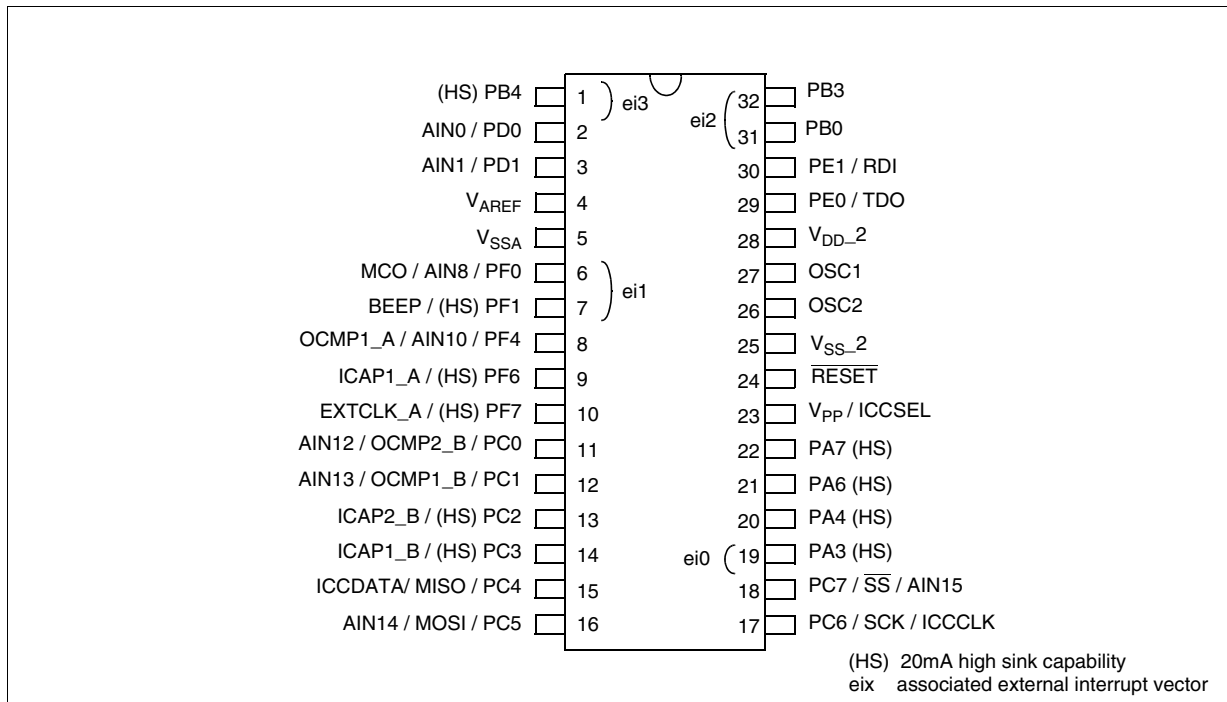 (HS) PB4 1 ei3 ei2 32 PB3
AIN0 / PD0 2 31 PB0
AIN1 / PD1 3 30 PE1 / RDI
VAREF 4 29 PE0 / TDO
VSSA 5 28 VDD_2
MCO / AIN8 / PF0 6 ei1 27 OSC1
BEEP / (HS) PF1 7 26 OSC2
OCMP1_A / AIN10 / PF4 8 25 VSS_2
ICAP1_A / (HS) PF6 9 24 RESET
EXTCLK_A / (HS) PF7 10 23 VPP / ICCSEL
AIN12 / OCMP2_B / PC0 11 22 PA7 (HS)
AIN13 / OCMP1_B / PC1 12 21 PA6 (HS)
ICAP2_B / (HS) PC2 13 20 PA4 (HS)
ICAP1_B / (HS) PC3 14 ei0 19 PA3 (HS)
ICCDATA/ MISO / PC4 15 18 PC7 / SS / AIN15
AIN14 / MOSI / PC5 16 17 PC6 / SCK / ICCCLK
(HS) 20mA high sink capability
eix associated external interrupt vector